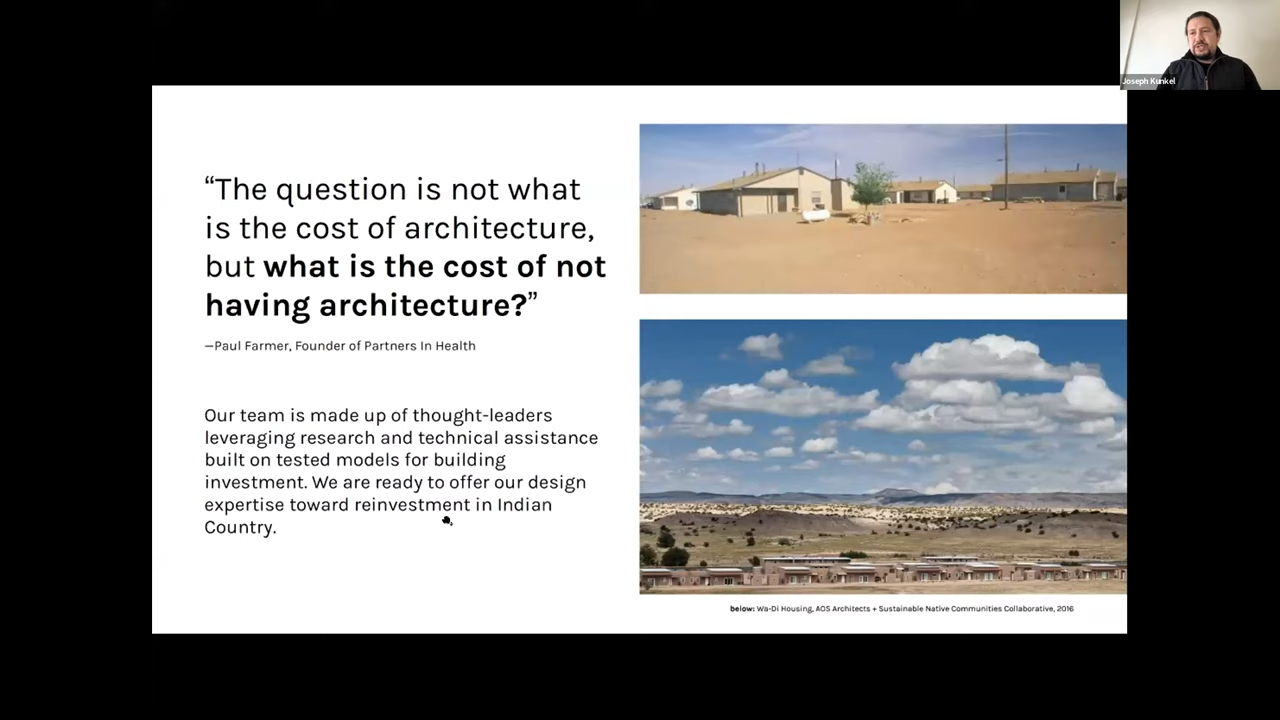 Joseph Kunkel
“The question is not what
is the cost of architecture,
but what is the cost of not
having architecture?”
—Paul Farmer, Founder of Partners In Health
Our team is made up of thought-leaders
leveraging research and technical assistance
built on tested models for building
investment. We are ready to offer our design
expertise toward reinvestment in Indian
Country.
below: Wa-Di Housing, AOS Architects + Sustainable Native Communities Collaborative, 2016